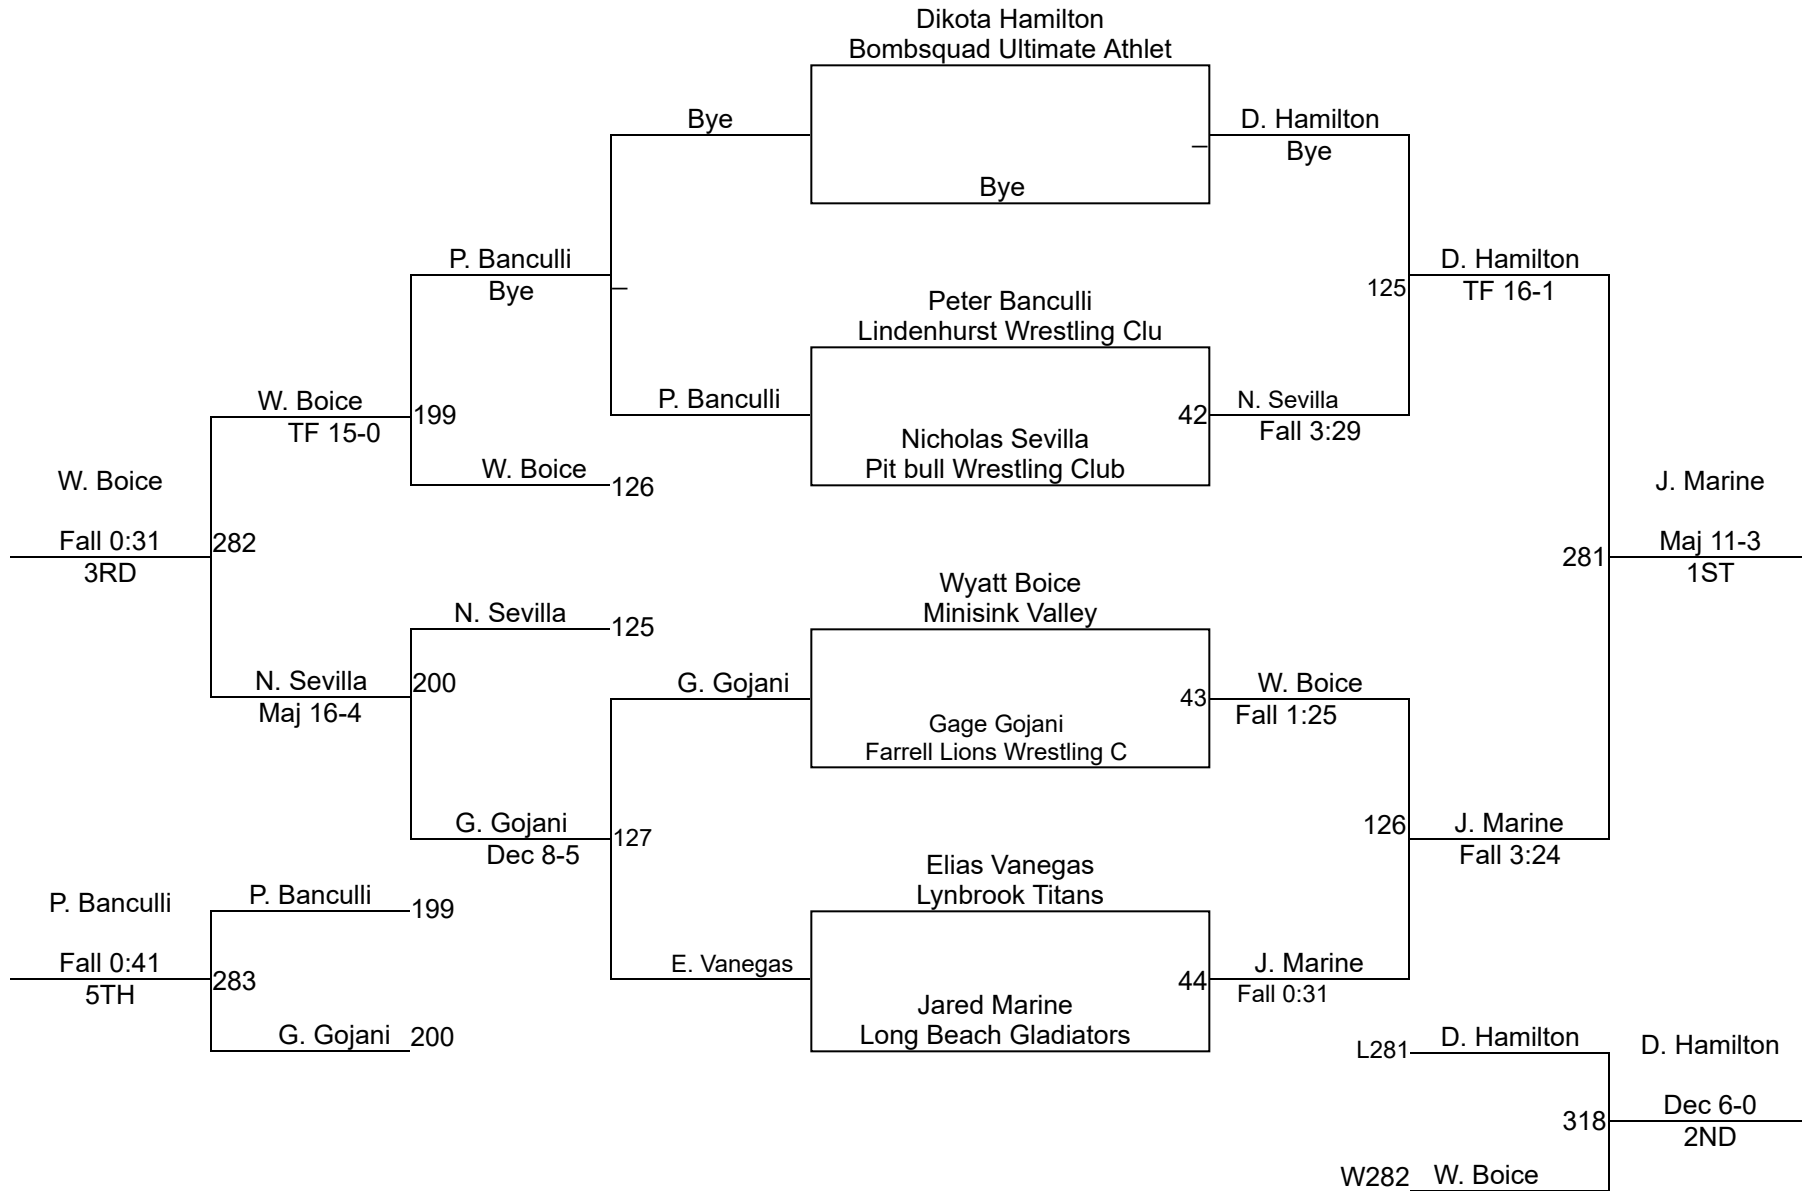 Dikota Hamilton
Bombsquad Ultimate Athlet
Bye
D. Hamilton
Bye
Bye
P. Banculli
Bye
D. Hamilton
TF 16-1
125
Peter Banculli
Lindenhurst Wrestling Clu
W. Boice
TF 15-0
199
P. Banculli
42
N. Sevilla
Fall 3:29
Nicholas Sevilla
Pit bull Wrestling Club
W. Boice
126
W. Boice
Fall 0:31
3RD
282
J. Marine
281
Maj 11-3
1ST
Wyatt Boice
Minisink Valley
N. Sevilla
125
N. Sevilla
Maj 16-4
200
G. Gojani
43
W. Boice
Fall 1:25
Gage Gojani
Farrell Lions Wrestling C
G. Gojani
Dec 8-5
127
126
J. Marine
Fall 3:24
Elias Vanegas
Lynbrook Titans
P. Banculli
P. Banculli
199
Fall 0:41
5TH
283
E. Vanegas
44
J. Marine
Fall 0:31
Jared Marine
Long Beach Gladiators
G. Gojani
200
L281
D. Hamilton
D. Hamilton
318
Dec 6-0
2ND
W282
W. Boice